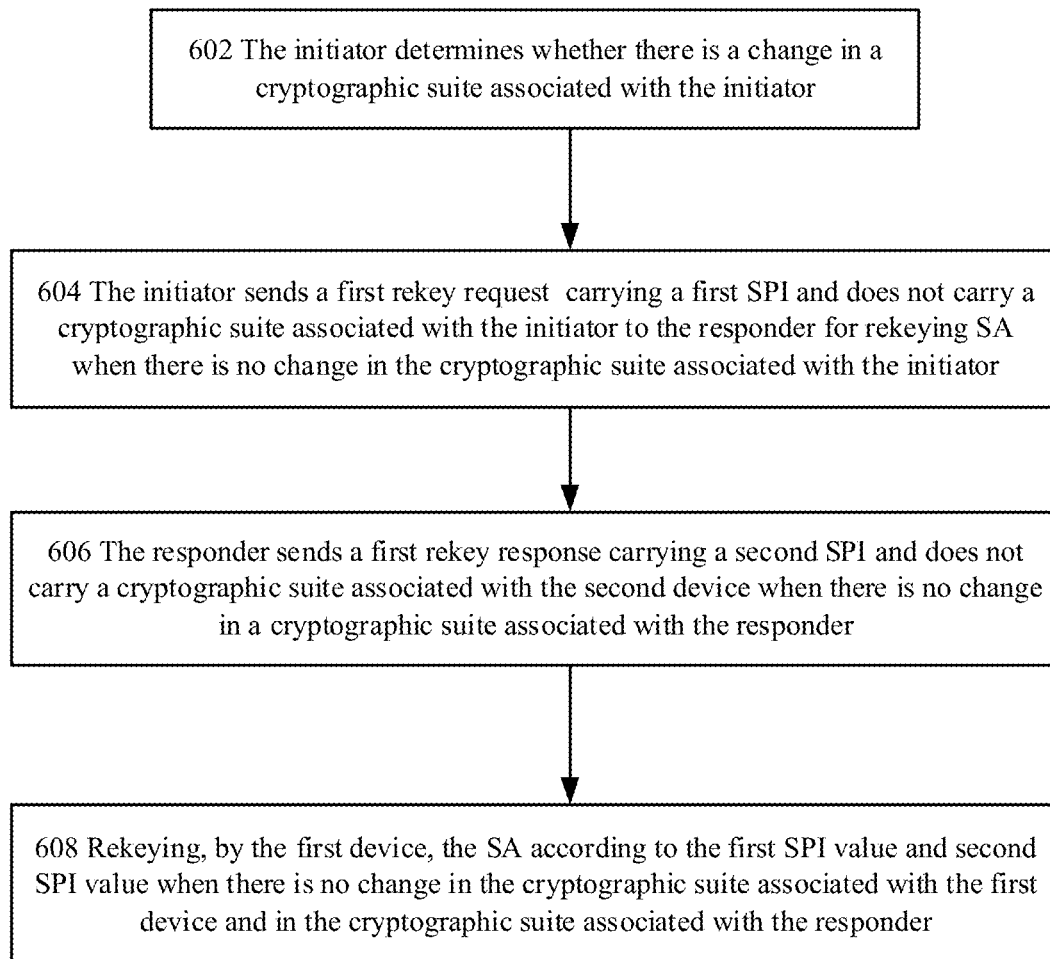 602 The initiator determines whether there is a change in a
cryptographic suite associated with the initiator
604 The initiator sends a first rekey request carrying a first SPI and does not carry a
cryptographic suite associated with the initiator to the responder for rekeying SA
when there is no change in the cryptographic suite associated with the initiator
606 The responder sends a first rekey response carrying a second SPI and does not
carry a cryptographic suite associated with the second device when there is no change
in a cryptographic suite associated with the responder
608 Rekeying, by the first device, the SA according to the first SPI value and second
SPI value when there is no change in the cryptographic suite associated with the first
device and in the cryptographic suite associated with the responder